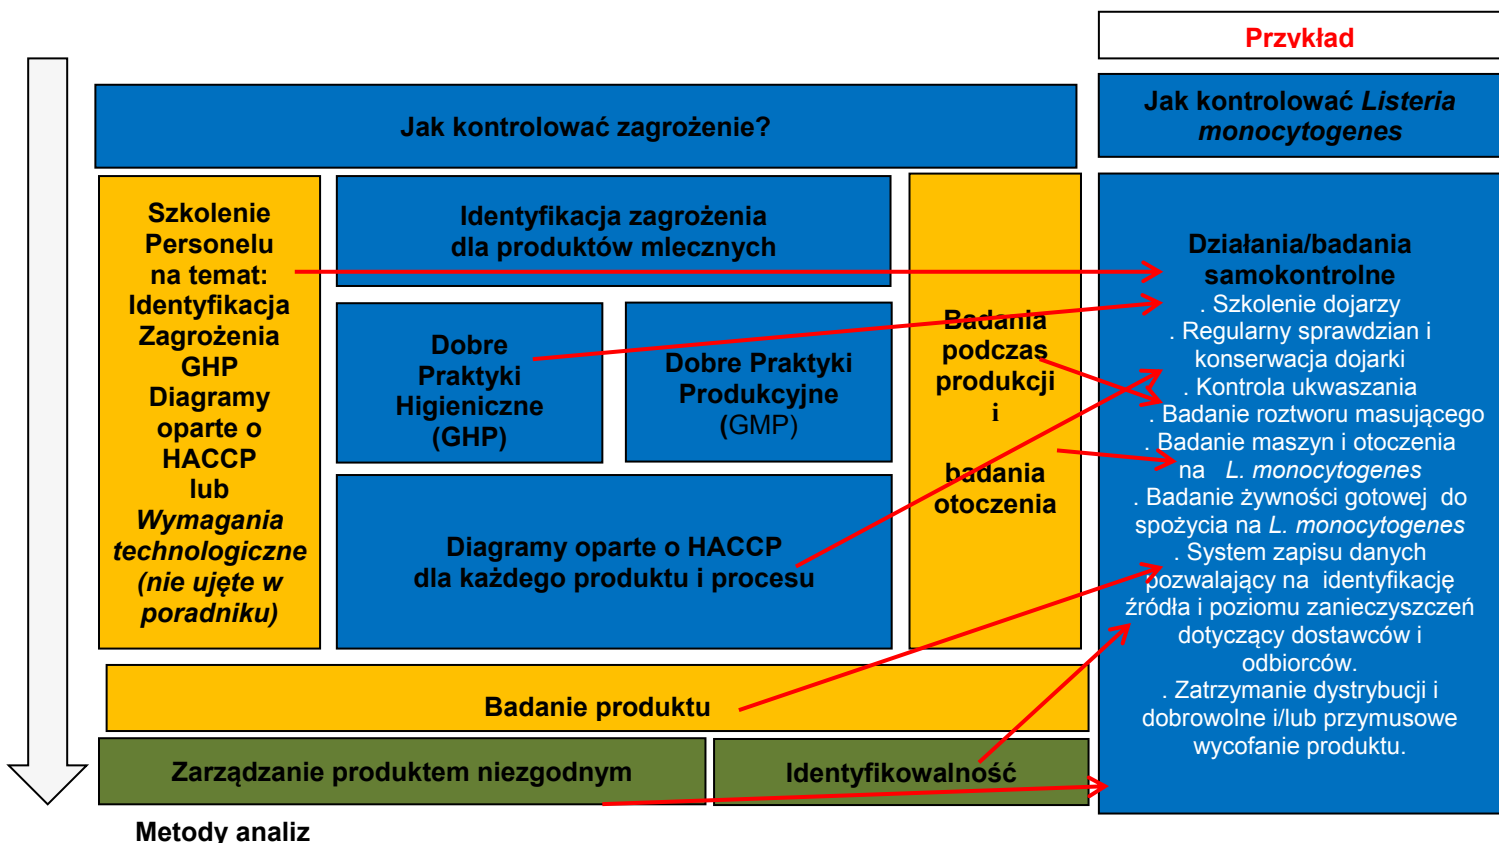 Przykład
Jak kontrolować zagrożenie?
Jak kontrolować Listeria
monocytogenes
Szkolenie
Personelu
na temat:
Identyfikacja
Zagrożenia
GHP
Diagramy
oparte o
HACCP
lub
Wymagania
technologiczne
(nie ujęte w
poradniku)
Identyfikacja zagrożenia
dla produktów mlecznych
Dobre
Praktyki
Higieniczne
(GHP)
Dobre Praktyki
Produkcyjne
(GMP)
Diagramy oparte o HACCP
dla każdego produktu i procesu
Badania
podczas
produkcji
i
badania
otoczenia
Działania/badania
samokontrolne
. Szkolenie dojarzy
. Regularny sprawdzian i
konserwacja dojarki
. Kontrola ukwaszania
. Badanie roztworu masującego
. Badanie maszyn i otoczenia
na L. monocytogenes
. Badanie żywności gotowej do
spożycia na L. monocytogenes
. System zapisu danych
pozwalający na identyfikację
źródła i poziomu zanieczyszczeń
dotyczący dostawców i
odbiorców.
. Zatrzymanie dystrybucji i
dobrowolne i/lub przymusowe
wycofanie produktu.
Badanie produktu
Zarządzanie produktem niezgodnym
Identyfikowalność
Metody analiz